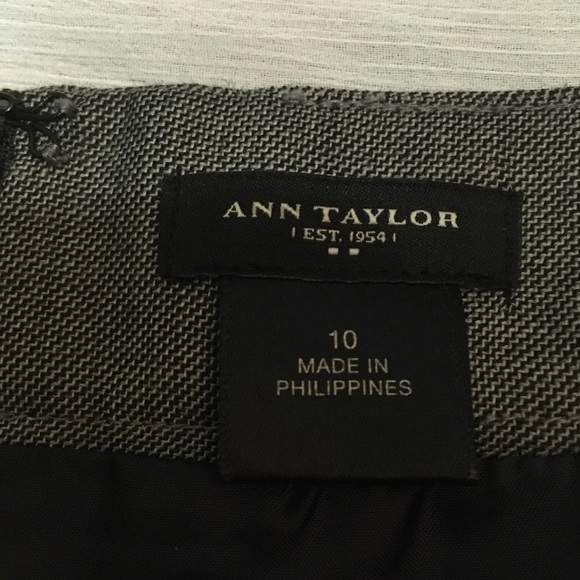 ANN TAYLOR
| EST. 1954 |
10
MADE IN
PHILIPPINES